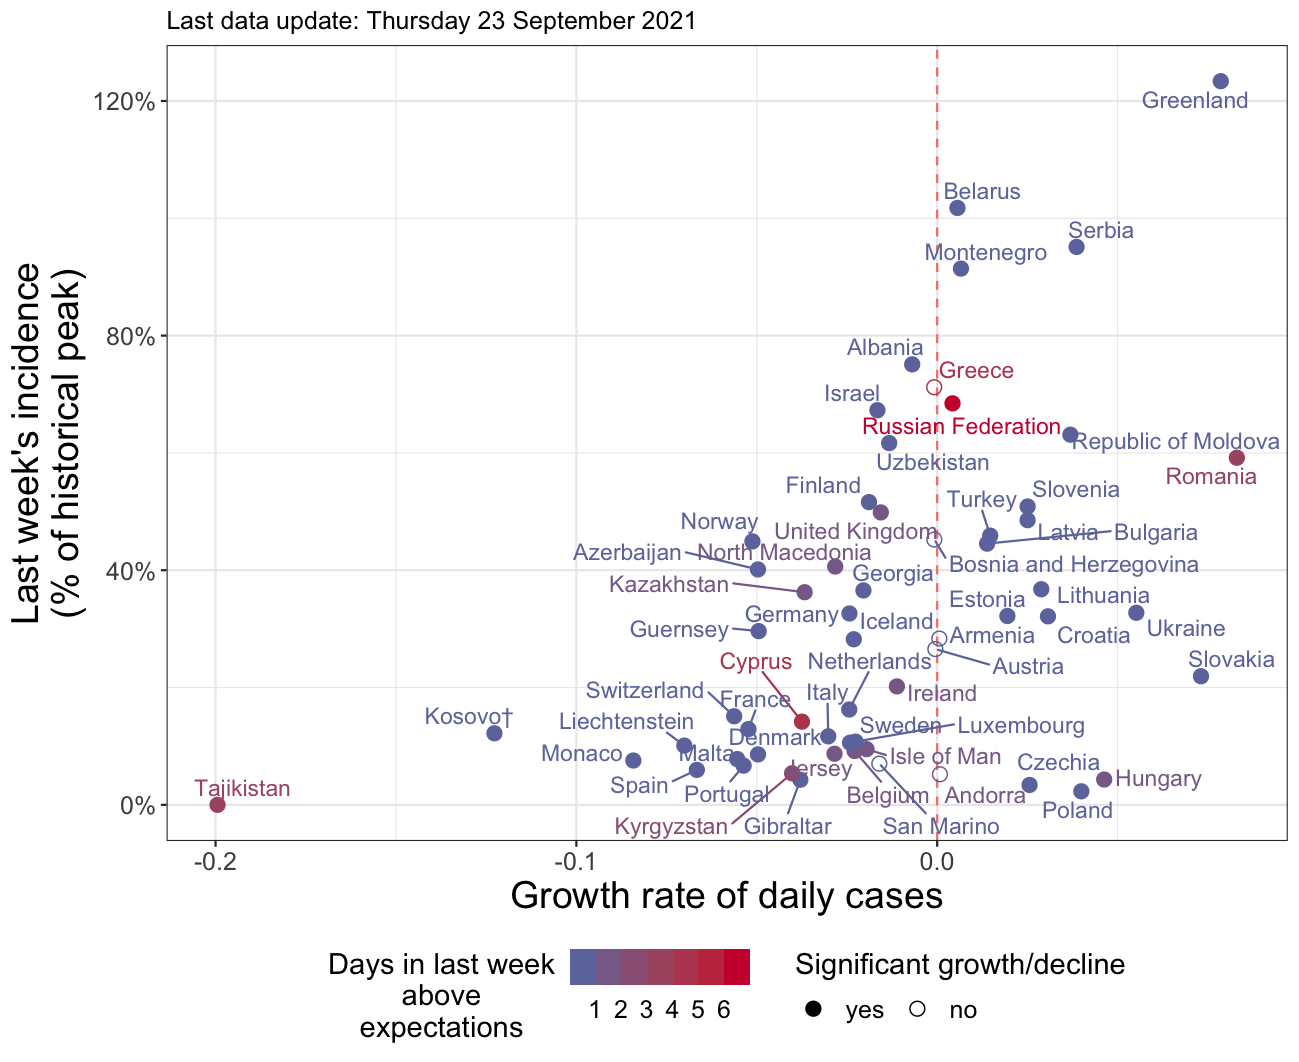 Last data update: Thursday 23 September 2021
Last week's incidence
(% of historical peak)
120%
80%
40%
0%
Greenland
Belarus
Serbia
Montenegro
Albania
Greece
Israel
Russian Federation
Republic of Moldova
Uzbekistan
Romania
Finland
Turkey
Slovenia
Norway
United Kingdom
Latvia
Bulgaria
Azerbaijan
North Macedonia
Bosnia and Herzegovina
Kazakhstan
Georgia
Estonia
Lithuania
Germany
Iceland
Guernsey
Armenia
Croatia
Ukraine
Cyprus
Netherlands
Austria
Slovakia
Switzerland
France
Italy
Ireland
Kosovo†
Liechtenstein
Denmark
Sweden
Luxembourg
Monaco
Malta
Jersey
Isle of Man
Czechia
Hungary
Tajikistan
Spain
Portugal
Belgium
Andorra
Poland
Kyrgyzstan
Gibraltar
San Marino
-0.2
-0.1
0.0
Growth rate of daily cases
Days in last week
above
expectations
1 2 3 4 5 6
Significant growth/decline
yes
no